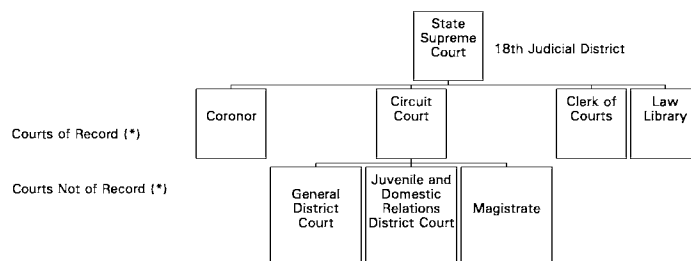 State
Supreme
Court
18th Judicial District
Coronor
Circuit
Court
Clerk of
Courts
Law
Library
Courts of Record (*)
Courts Not of Record (*)
General
District
Court
Juvenile and
Domestic
Relations
District Court
Magistrate